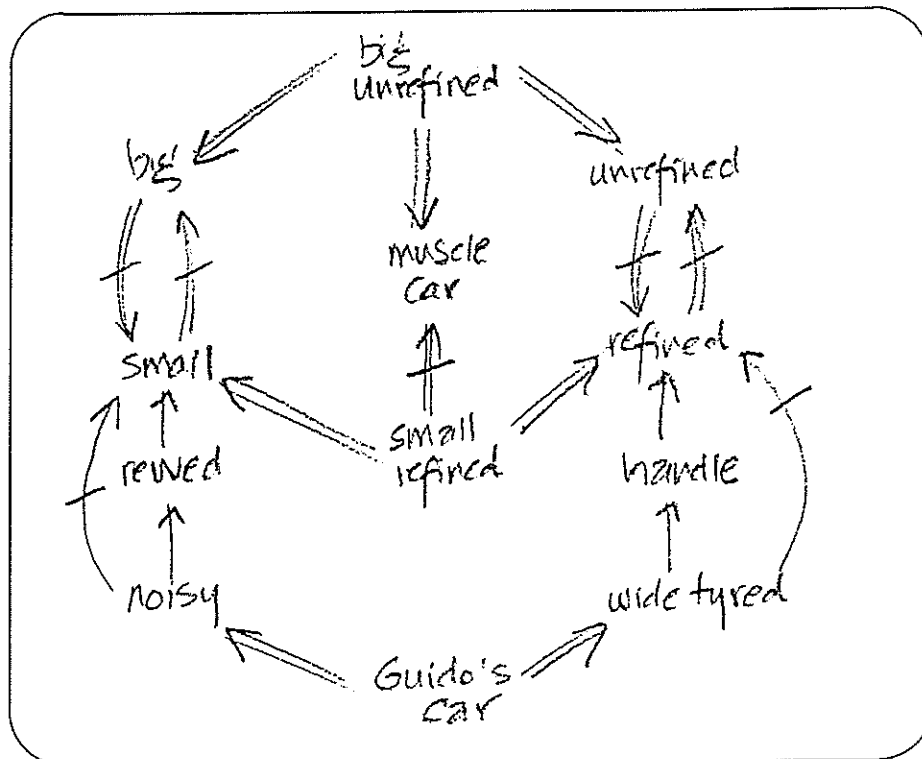 big
unrefined
big
unrefined
muscle
car
small
refined
small
refined
revved
handle
noisy
wide tyred
Guido's
car